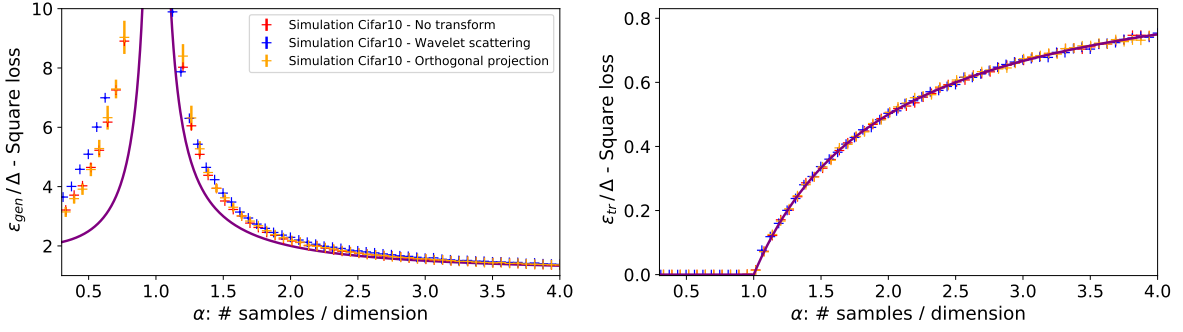 10
8
6
4
2
ε_gen / Δ - Square loss
Simulation Cifar10 - No transform
Simulation Cifar10 - Wavelet scattering
Simulation Cifar10 - Orthogonal projection
0.5 1.0 1.5 2.0 2.5 3.0 3.5 4.0
α: # samples / dimension
0.8
0.6
0.4
0.2
0.0
ε_tr / Δ - Square loss
0.5 1.0 1.5 2.0 2.5 3.0 3.5 4.0
α: # samples / dimension